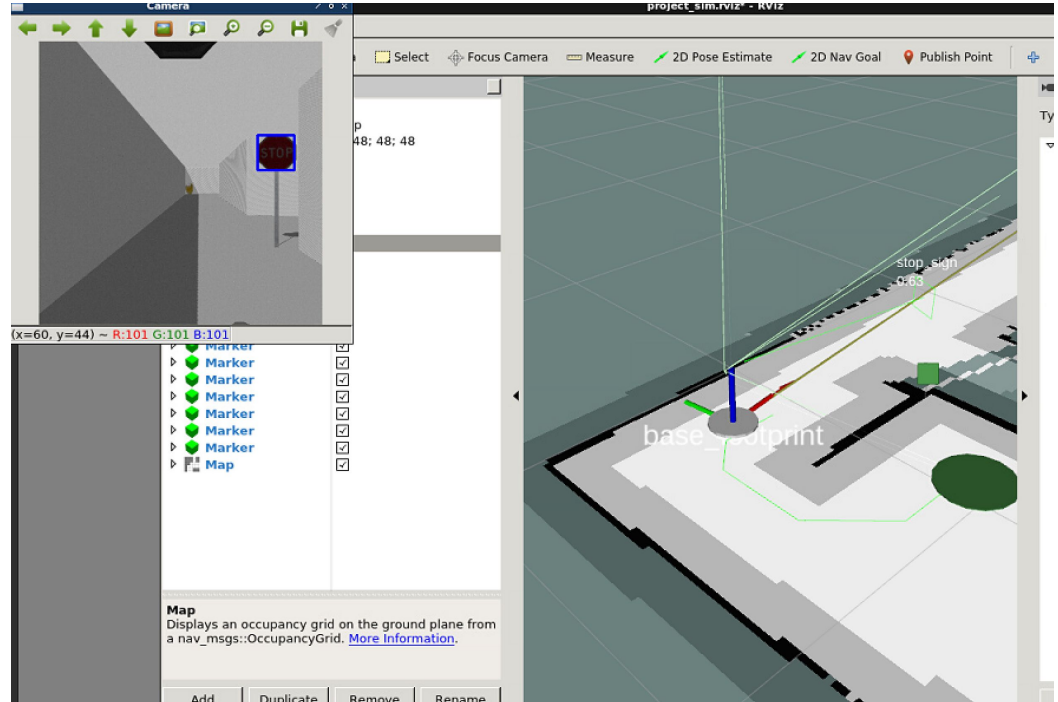 Camera
project_sim.rviz* - RViz
Select
Focus Camera
Measure
2D Pose Estimate
2D Nav Goal
Publish Point
Ty
p
48; 48; 48
STOP
stop_sign
0.63
(x=60, y=44) ~ R:101 G:101 B:101
Marker
Marker
Marker
Marker
Marker
Marker
Marker
Map
base_footprint
Map
Displays an occupancy grid on the ground plane from
a nav_msgs::OccupancyGrid. More Information.
Add
Duplicate
Remove
Rename